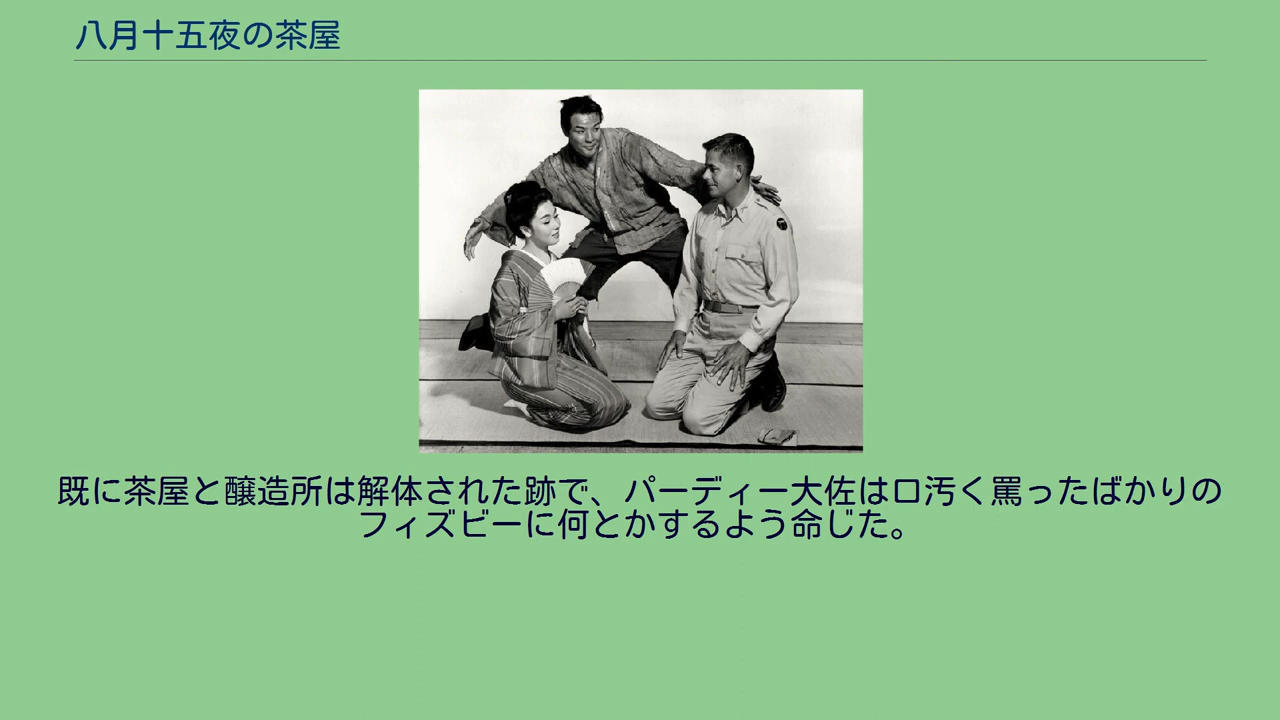 八月十五夜の茶屋
既に茶屋と醸造所は解体された跡で、パーディー大佐は口汚く罵ったばかりの
フィズビーに何とかするよう命じた。